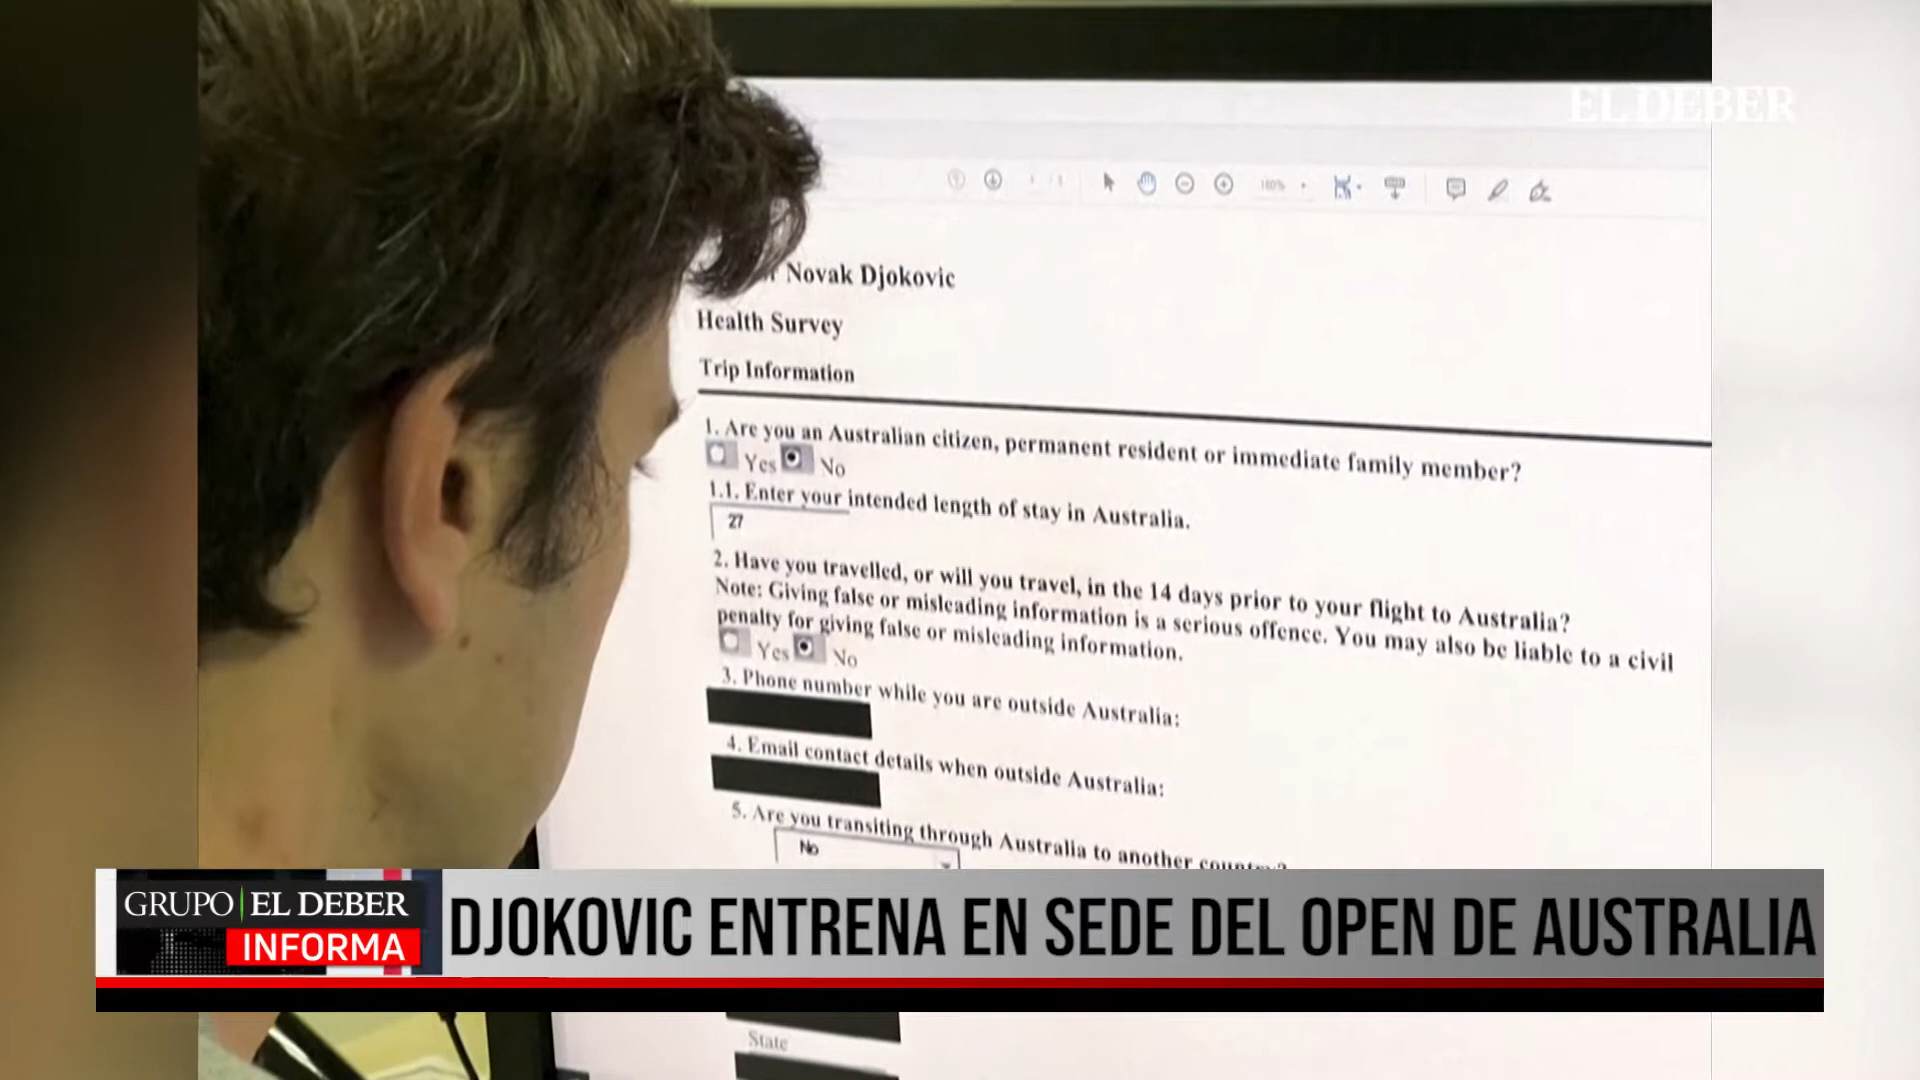 EL DEBER
180%
Novak Djokovic
Health Survey
Trip Information
1. Are you an Australian citizen, permanent resident or immediate family member?
Yes No
1.1. Enter your intended length of stay in Australia.
27
2. Have you travelled, or will you travel, in the 14 days prior to your flight to Australia?
Note: Giving false or misleading information is a serious offence. You may also be liable to a civil
penalty for giving false or misleading information.
Yes No
3. Phone number while you are outside Australia:
4. Email contact details when outside Australia:
5. Are you transiting through Australia to another country?
No
GRUPO EL DEBER
INFORMA
DJOKOVIC ENTRENA EN SEDE DEL OPEN DE AUSTRALIA
State